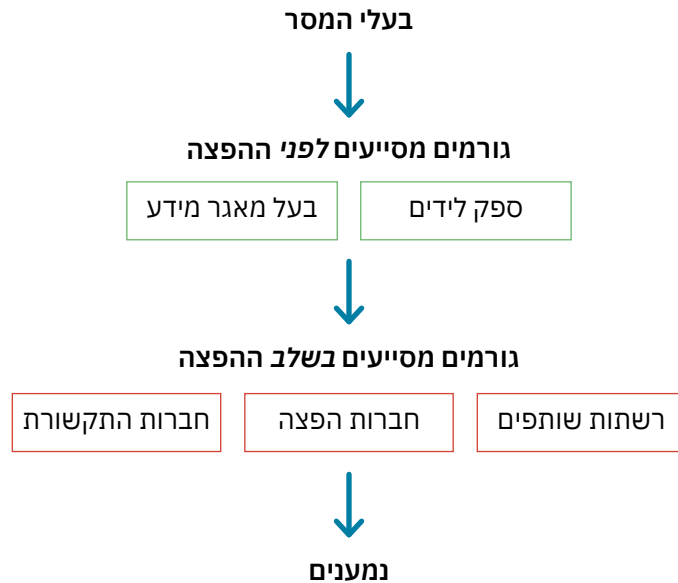 בעלי המסר
גורמים מסייעים לפני ההפצה
ספק לידים
בעל מאגר מידע
גורמים מסייעים בשלב ההפצה
רשתות שותפים
חברות הפצה
חברות התקשורת
נמענים